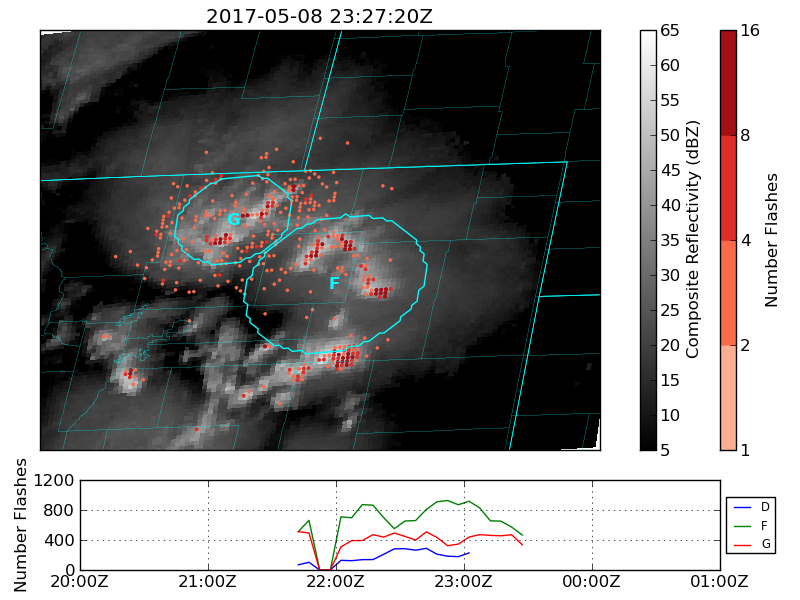 2017-05-08 23:27:20Z
G
F
65
60
55
50
45
40
35
30
25
20
15
10
5
Composite Reflectivity (dBZ)
16
8
4
2
1
Number Flashes
1200
800
400
0
Number Flashes
20:00Z 21:00Z 22:00Z 23:00Z 00:00Z 01:00Z
D
F
G